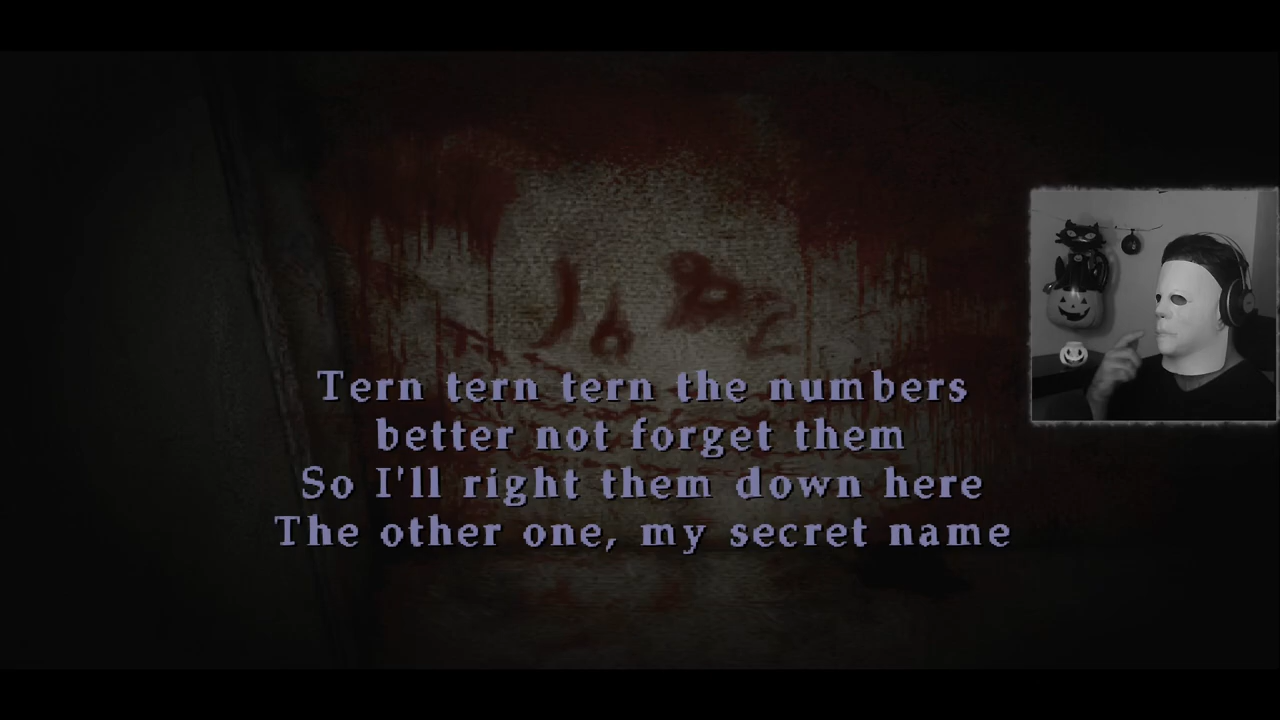 Tern tern tern the numbers
better not forget them
So I'll right them down here
The other one, my secret name